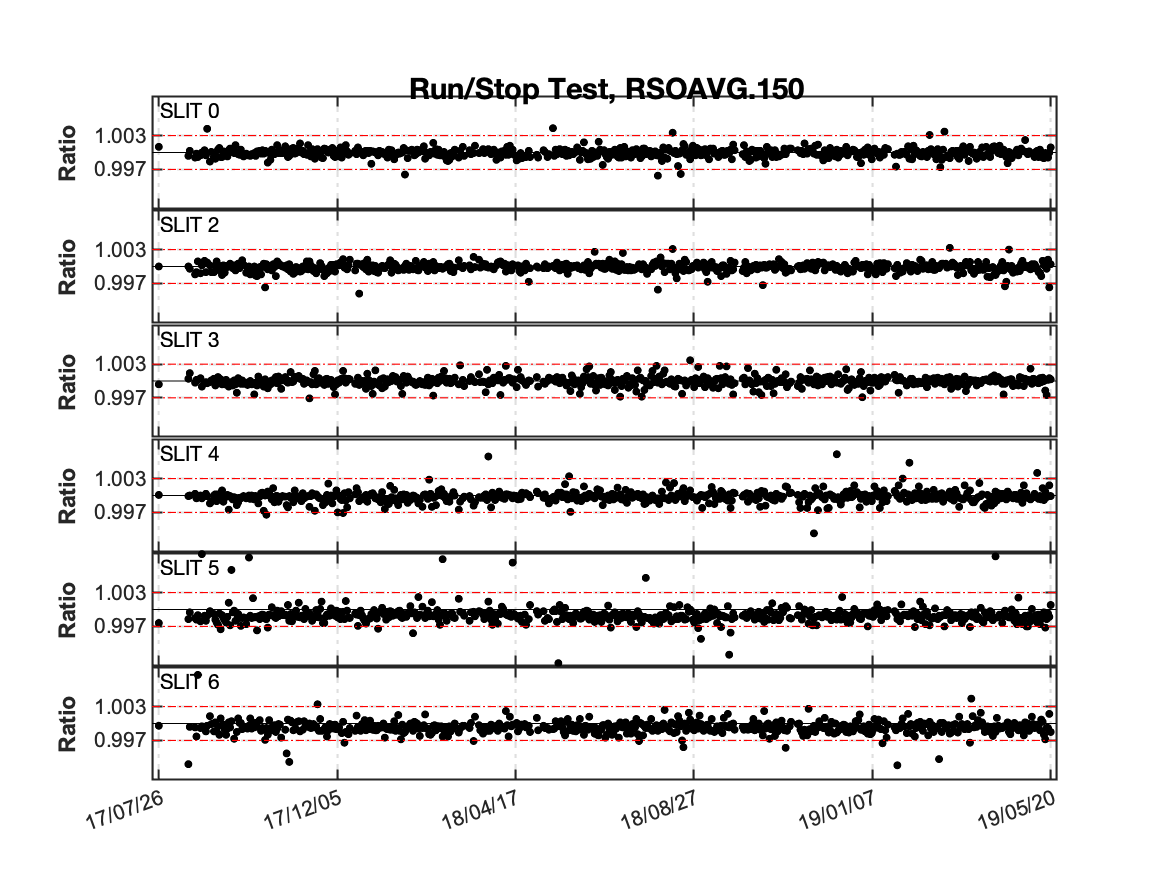 Run/Stop Test, RSOAVG.150
SLIT 0
Ratio
1.003
0.997
SLIT 2
Ratio
1.003
0.997
SLIT 3
Ratio
1.003
0.997
SLIT 4
Ratio
1.003
0.997
SLIT 5
Ratio
1.003
0.997
SLIT 6
Ratio
1.003
0.997
17/07/26 17/12/05 18/04/17 18/08/27 19/01/07 19/05/20